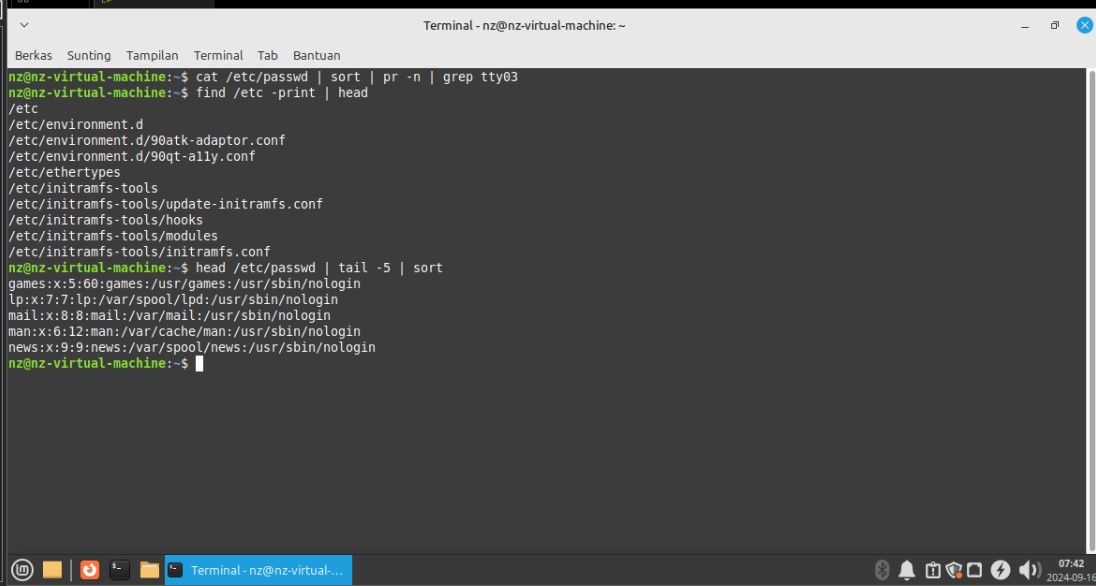 Terminal - nz@nz-virtual-machine: ~
Berkas Sunting Tampilan Terminal Tab Bantuan
nz@nz-virtual-machine:~$ cat /etc/passwd | sort | pr -n | grep tty03
nz@nz-virtual-machine:~$ find /etc -print | head
/etc
/etc/environment.d
/etc/environment.d/90atk-adaptor.conf
/etc/environment.d/90qt-a11y.conf
/etc/ethertypes
/etc/initramfs-tools
/etc/initramfs-tools/update-initramfs.conf
/etc/initramfs-tools/hooks
/etc/initramfs-tools/modules
/etc/initramfs-tools/initramfs.conf
nz@nz-virtual-machine:~$ head /etc/passwd | tail -5 | sort
games:x:5:60:games:/usr/games:/usr/sbin/nologin
lp:x:7:7:lp:/var/spool/lpd:/usr/sbin/nologin
mail:x:8:8:mail:/var/mail:/usr/sbin/nologin
man:x:6:12:man:/var/cache/man:/usr/sbin/nologin
news:x:9:9:news:/var/spool/news:/usr/sbin/nologin
nz@nz-virtual-machine:~$
Terminal - nz@nz-virtual-...
07:42
2024-09-16